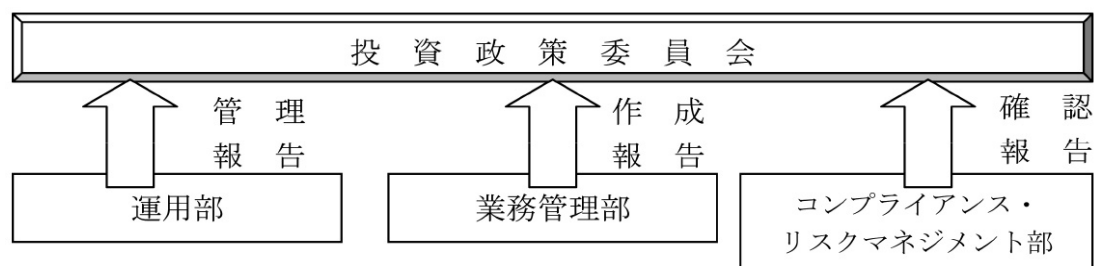 投資政策委員会
管理
報告
作成
報告
確認
報告
運用部
業務管理部
コンプライアンス・
リスクマネジメント部